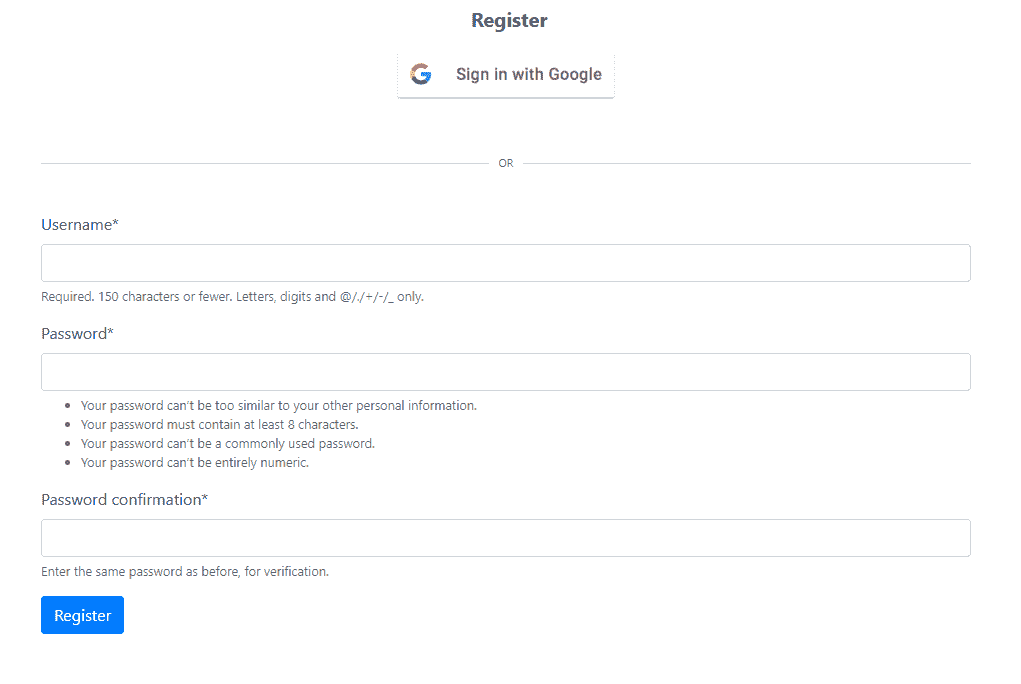 Register
Sign in with Google
OR
Username*
Required. 150 characters or fewer. Letters, digits and @/./+/-/_ only.
Password*
Your password can't be too similar to your other personal information.
Your password must contain at least 8 characters.
Your password can't be a commonly used password.
Your password can't be entirely numeric.
Password confirmation*
Enter the same password as before, for verification.
Register